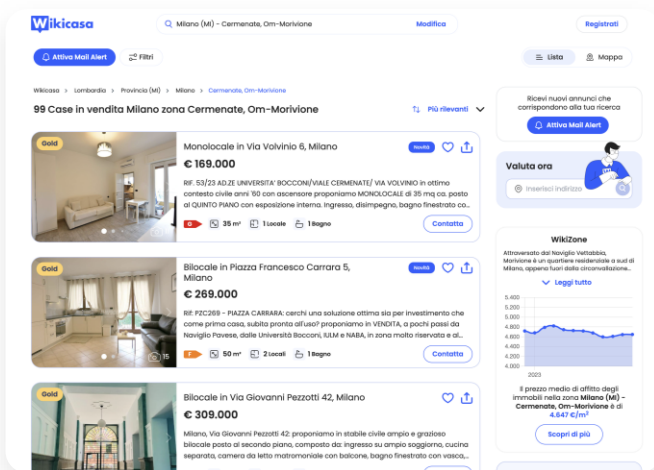 Wikicasa
Milano (MI) - Cermenate, Om-Morivione
Modifica
Registrati
Attiva Mail Alert
Filtri
Lista
Mappa
Wikicasa > Lombardia > Provincia (MI) > Milano > Cermenate, Om-Morivione
99 Case in vendita Milano zona Cermenate, Om-Morivione
Più rilevanti
Gold
Monolocale in Via Volvinio 6, Milano
Novità
€ 169.000
RIF. 53/23 AD.ZE UNIVERSITA' BOCCONI/VIALE CERMENATE/ VIA VOLVINIO in ottimo
contesto civile anni '60 con ascensore proponiamo MONOLOCALE di 35 mq ca. posto
al QUINTO PIANO con esposizione interna. Ingresso, disimpegno, bagno finestrato co...
G
35 m²
1 Locale
1 Bagno
Contatta
Gold
15
Bilocale in Piazza Francesco Carrara 5,
Milano
Novità
€ 269.000
Rif: PZC269 - PIAZZA CARRARA: cerchi una soluzione ottima sia per investimento che
come prima casa, subito pronta all'uso? proponiamo in VENDITA, a pochi passi da
Naviglio Pavese, dalle Università Bocconi, IULM e NABA, in zona molto riservata e al...
F
50 m²
2 Locali
1 Bagno
Contatta
Gold
Bilocale in Via Giovanni Pezzotti 42, Milano
€ 309.000
Milano, Via Giovanni Pezzotti 42: proponiamo in stabile civile ampio e grazioso
bilocale posto al secondo piano, composto da: ingresso su ampio soggiorno, cucina
separata, camera da letto matromoniale con balcone, bagno finestrato con vasca,...
Ricevi nuovi annunci che
corrispondono alla tua ricerca
Attiva Mail Alert
Valuta ora
Inserisci indirizzo
WikiZone
Attraversato dal Naviglio Vettabbia,
Morivione è un quartiere residenziale a sud di
Milano, appena fuori dalla circonvallazione...
Leggi tutto
5.400
5.200
5.000
4.800
4.600
4.400
4.200
4.000
2023
Il prezzo medio di affitto degli
immobili nella zona Milano (MI) -
Cermenate, Om-Morivione è di
4.647 €/m²
Scopri di più